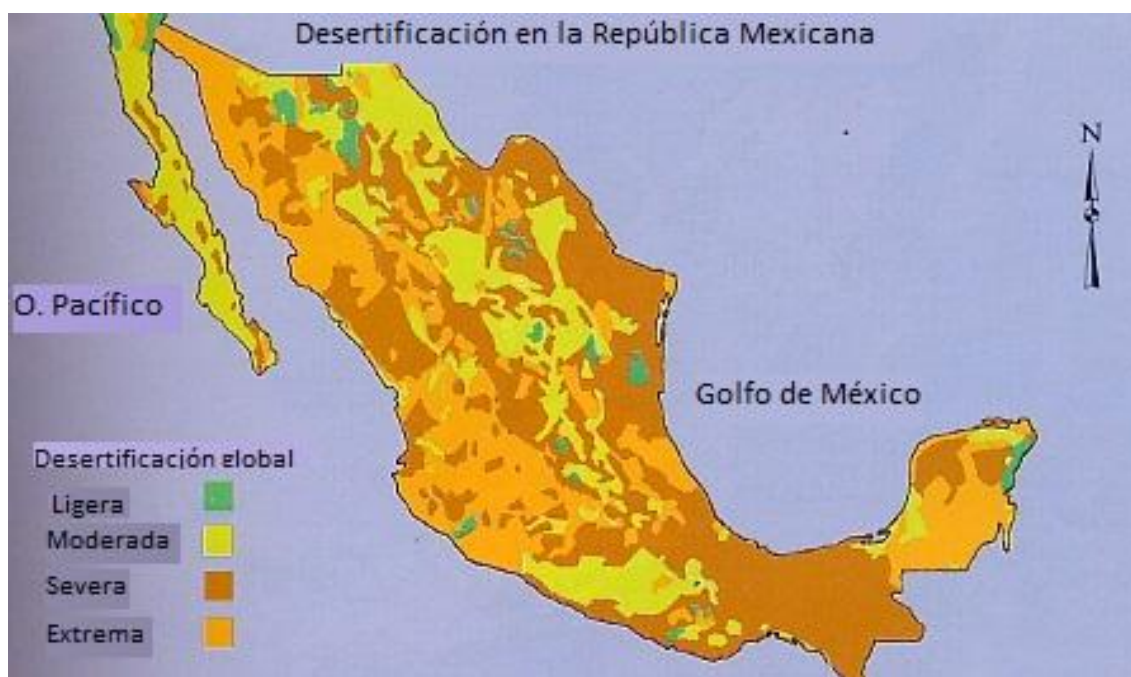 Desertificación en la República Mexicana
N
O. Pacífico
Golfo de México
Desertificación global
Ligera
Moderada
Severa
Extrema